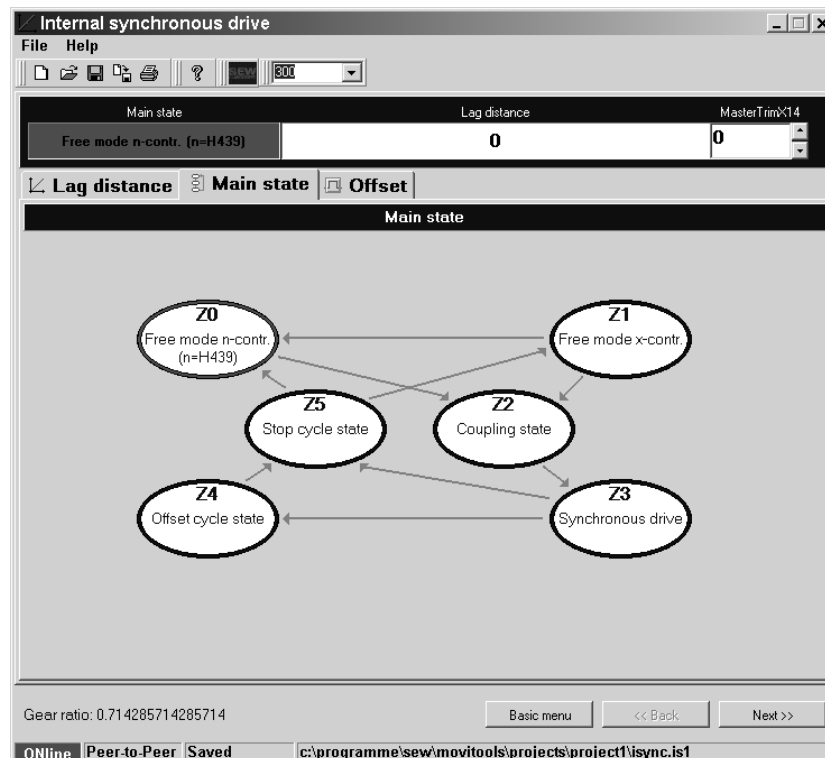 Internal synchronous drive
File Help
? SEW 300
Main state Lag distance MasterTrimX14
Free mode n-contr. (n=H439) 0 0
Lag distance Main state Offset
Main state
Z0
Free mode n-contr.
(n=H439)
Z1
Free mode x-contr.
Z5
Stop cycle state
Z2
Coupling state
Z4
Offset cycle state
Z3
Synchronous drive
Gear ratio: 0.714285714285714 Basic menu << Back Next >>
ONline Peer-to-Peer Saved c:\programme\sew\movitools\projects\project1\isync.is1